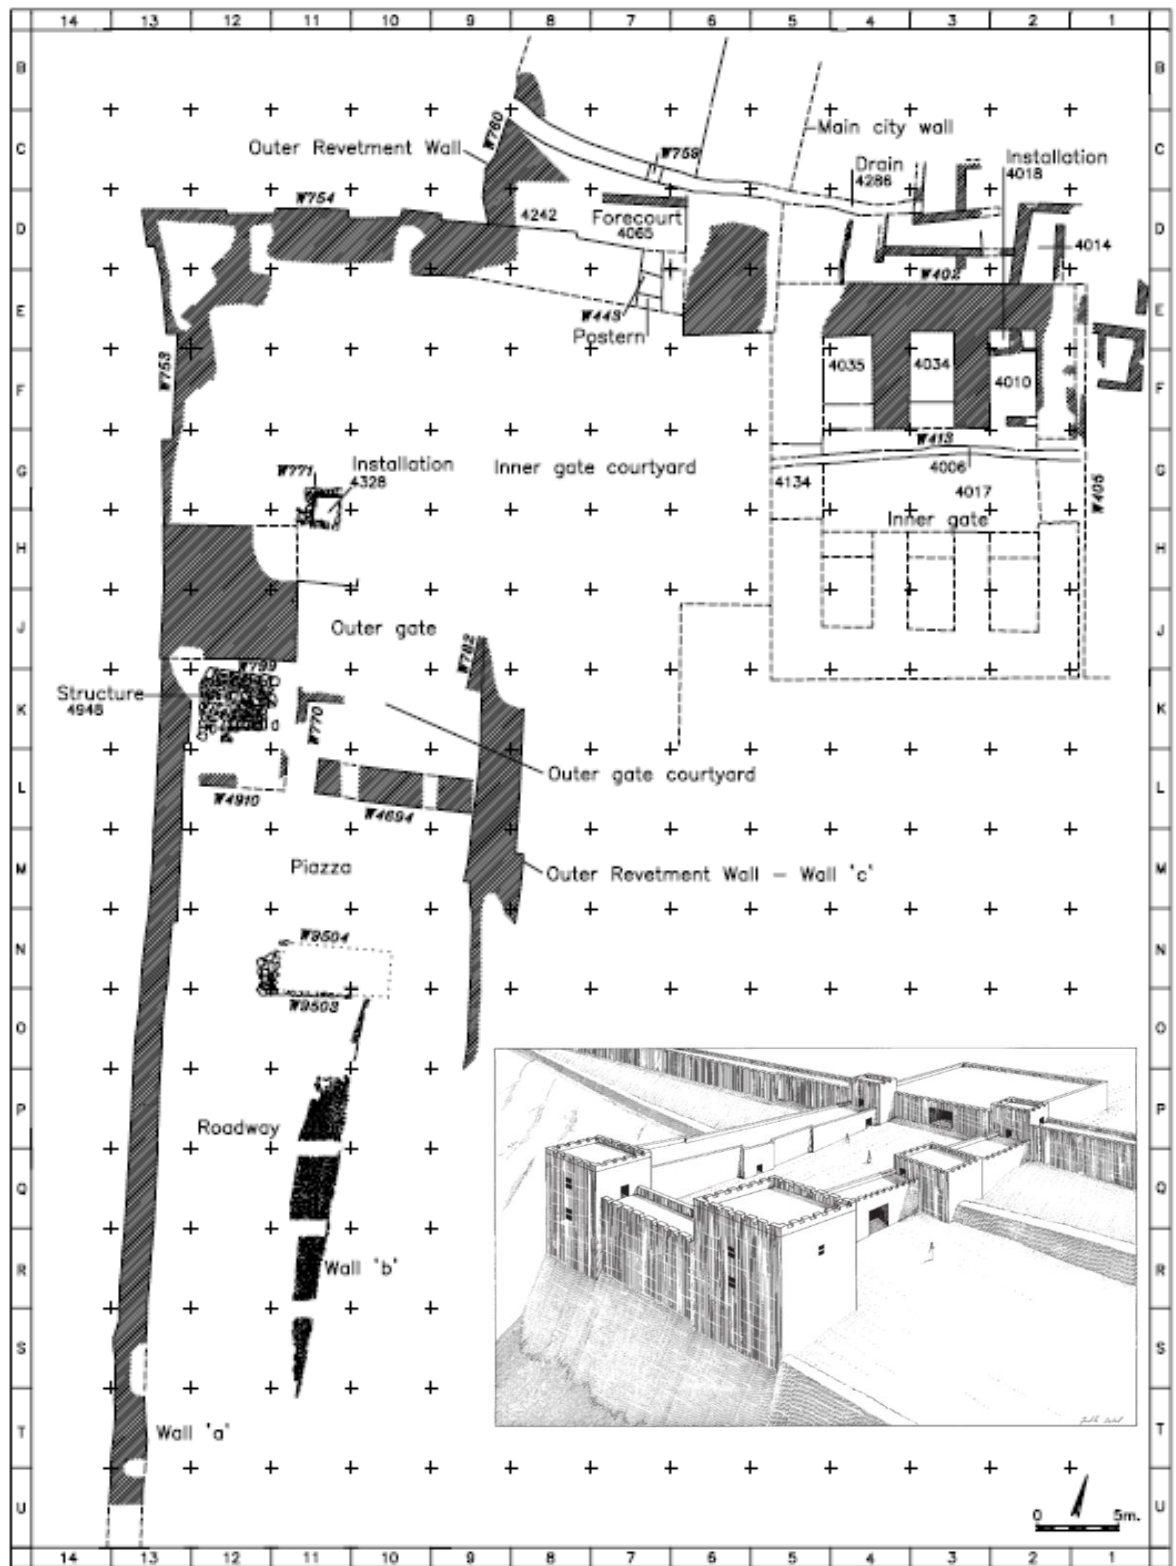 14 13 12 11 10 9 8 7 6 5 4 3 2 1
B B
C C
W760
W758
Main city wall
Outer Revetment Wall
Drain
4286
Installation
4018
W754
D D
4242
Forecourt
4065
4014
W402
E E
W443
Postern
W753
F F
4035
4034
4010
W413
G G
W771
Installation
4328
Inner gate courtyard
4134
4006
4017
W405
Inner gate
H H
J J
Outer gate
W782
W799
Structure
4948
K K
W770
Outer gate courtyard
L L
W4910
W4694
M M
Piazza
Outer Revetment Wall – Wall 'c'
N N
W9504
W9503
O O
P P
Roadway
Q Q
R R
Wall 'b'
S S
T T
Wall 'a'
U U
0 5m.
14 13 12 11 10 9 8 7 6 5 4 3 2 1